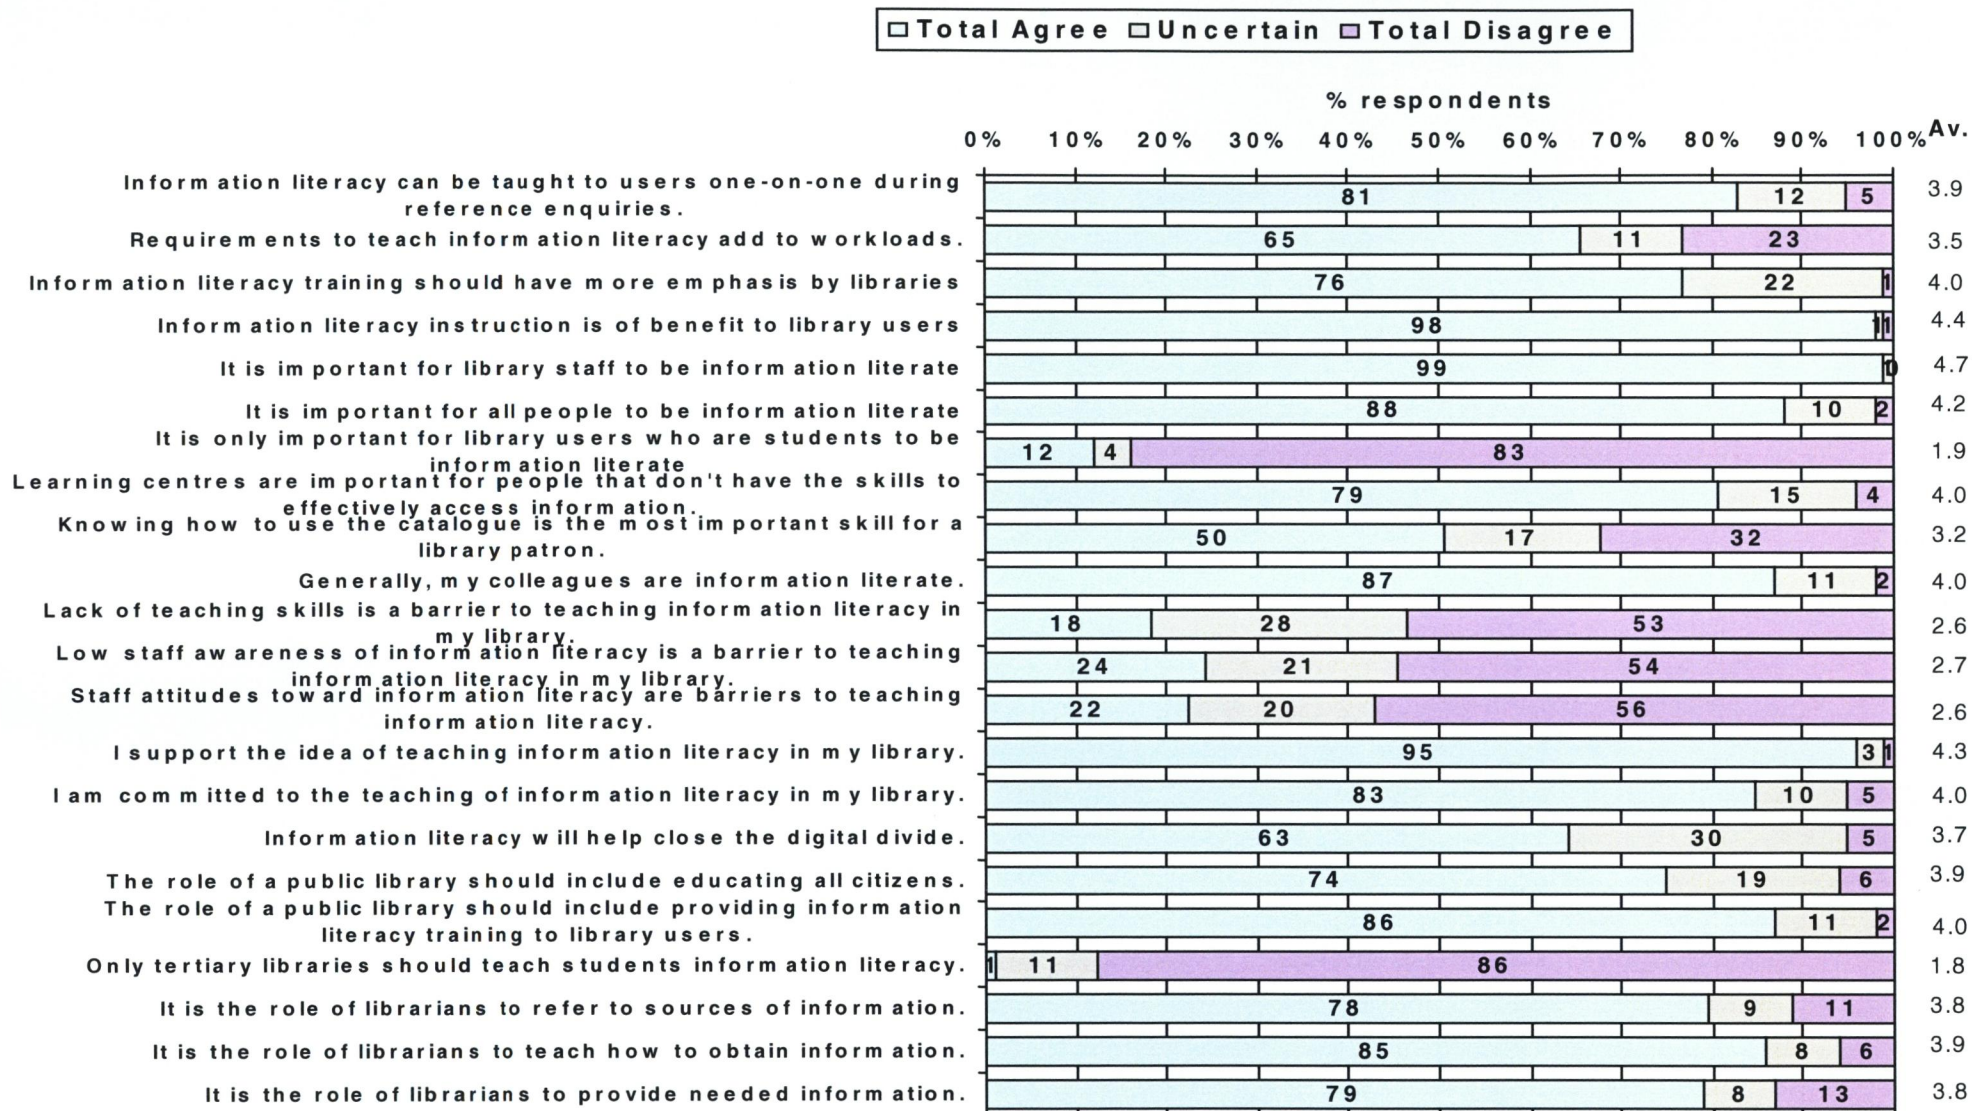 Total Agree Uncertain Total Disagree
% respondents
0% 10% 20% 30% 40% 50% 60% 70% 80% 90% 100% Av.
Information literacy can be taught to users one-on-one during
reference enquiries.
81 12 5 3.9
Requirements to teach information literacy add to workloads. 65 11 23 3.5
Information literacy training should have more emphasis by libraries 76 22 1 4.0
Information literacy instruction is of benefit to library users 98 1 1 4.4
It is important for library staff to be information literate 99 1 0 4.7
It is important for all people to be information literate 88 10 2 4.2
It is only important for library users who are students to be
information literate
12 4 83 1.9
Learning centres are important for people that don't have the skills to
effectively access information.
79 15 4 4.0
Knowing how to use the catalogue is the most important skill for a
library patron.
50 17 32 3.2
Generally, my colleagues are information literate. 87 11 2 4.0
Lack of teaching skills is a barrier to teaching information literacy in
my library.
18 28 53 2.6
Low staff awareness of information literacy is a barrier to teaching
information literacy in my library.
24 21 54 2.7
Staff attitudes toward information literacy are barriers to teaching
information literacy.
22 20 56 2.6
I support the idea of teaching information literacy in my library. 95 3 1 4.3
I am committed to the teaching of information literacy in my library. 83 10 5 4.0
Information literacy will help close the digital divide. 63 30 5 3.7
The role of a public library should include educating all citizens. 74 19 6 3.9
The role of a public library should include providing information
literacy training to library users.
86 11 2 4.0
Only tertiary libraries should teach students information literacy. 1 11 86 1.8
It is the role of librarians to refer to sources of information. 78 9 11 3.8
It is the role of librarians to teach how to obtain information. 85 8 6 3.9
It is the role of librarians to provide needed information. 79 8 13 3.8